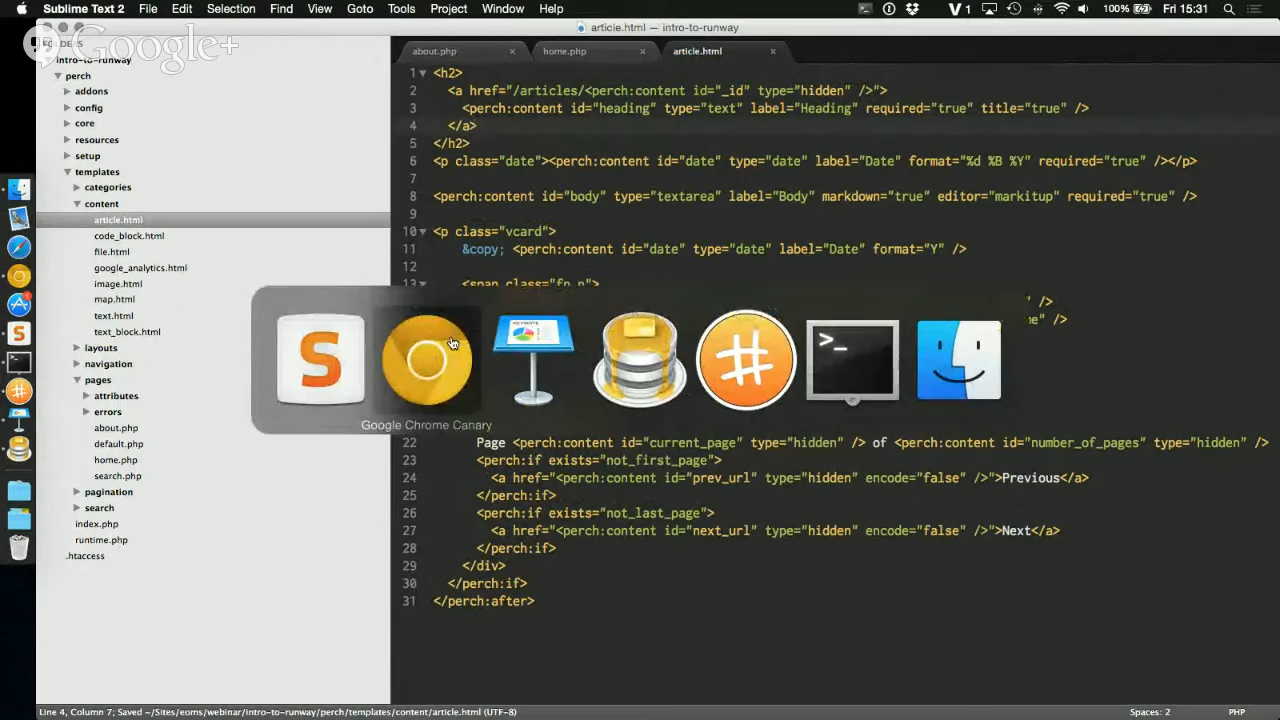 Sublime Text 2 File Edit Selection Find View Goto Tools Project Window Help
V 1 100% Fri 15:31
article.html — intro-to-runway
Google+
FOLDERS
intro-to-runway
perch
addons
config
core
resources
setup
templates
categories
content
article.html
code_block.html
file.html
google_analytics.html
image.html
map.html
text.html
text_block.html
layouts
navigation
pages
attributes
errors
about.php
default.php
home.php
search.php
pagination
search
index.php
runtime.php
.htaccess
about.php × home.php × article.html ×
1 <h2>
2 <a href="/articles/<perch:content id="_id" type="hidden" />">
3 <perch:content id="heading" type="text" label="Heading" required="true" title="true" />
4 </a>
5 </h2>
6 <p class="date"><perch:content id="date" type="date" label="Date" format="%d %B %Y" required="true" /></p>
7
8 <perch:content id="body" type="textarea" label="Body" markdown="true" editor="markitup" required="true" />
9
10 <p class="vcard">
11 &copy; <perch:content id="date" type="date" label="Date" format="Y" />
12
13 <span class="fn n">
" />
me" />
S
#
>_
Google Chrome Canary
22 Page <perch:content id="current_page" type="hidden" /> of <perch:content id="number_of_pages" type="hidden" />
23 <perch:if exists="not_first_page">
24 <a href="<perch:content id="prev_url" type="hidden" encode="false" />">Previous</a>
25 </perch:if>
26 <perch:if exists="not_last_page">
27 <a href="<perch:content id="next_url" type="hidden" encode="false" />">Next</a>
28 </perch:if>
29 </div>
30 </perch:if>
31 </perch:after>
Line 4, Column 7; Saved ~/Sites/eoms/webinar/intro-to-runway/perch/templates/content/article.html (UTF-8) Spaces: 2 PHP